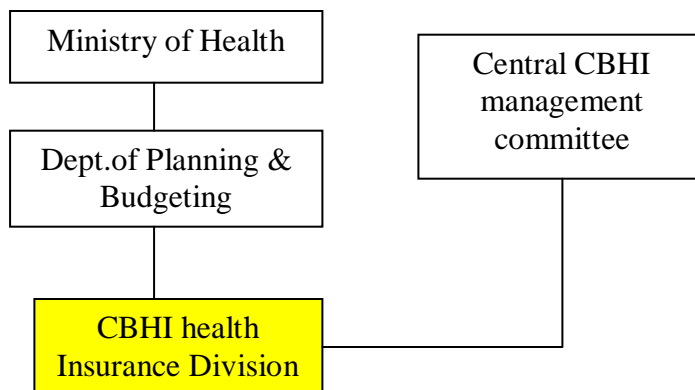 Ministry of Health
Central CBHI
management
committee
Dept.of Planning &
Budgeting
CBHI health
Insurance Division